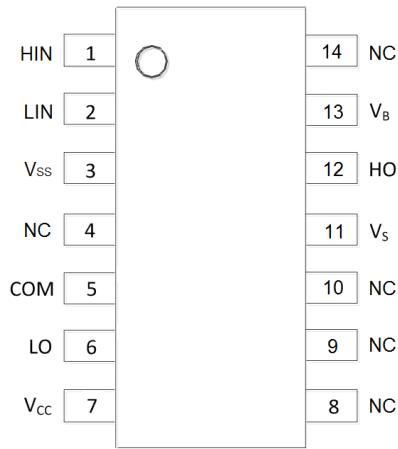 HIN 1 14 NC
LIN 2 13 VB
Vss 3 12 HO
NC 4 11 VS
COM 5 10 NC
LO 6 9 NC
VCC 7 8 NC